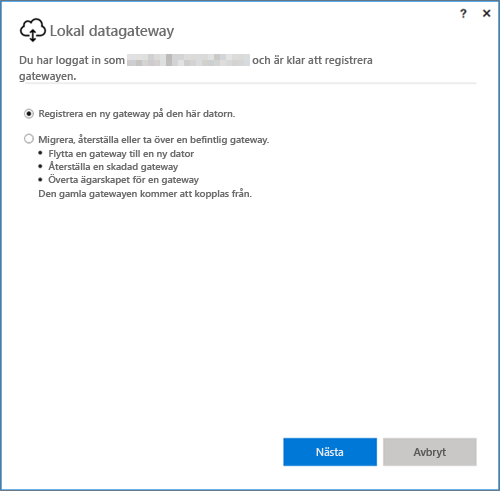 ? ×
Lokal datagateway
Du har loggat in som och är klar att registrera
gatewayen.
Registrera en ny gateway på den här datorn.
Migrera, återställa eller ta över en befintlig gateway.
• Flytta en gateway till en ny dator
• Återställa en skadad gateway
• Överta ägarskapet för en gateway
Den gamla gatewayen kommer att kopplas från.
Nästa Avbryt